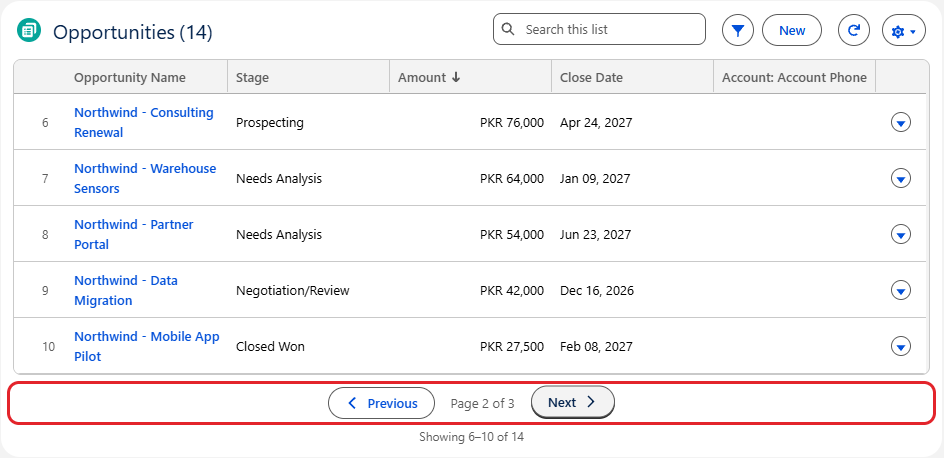 Opportunities (14)
Search this list
New
Opportunity Name Stage Amount Close Date Account: Account Phone
6 Northwind - Consulting Renewal Prospecting PKR 76,000 Apr 24, 2027
7 Northwind - Warehouse Sensors Needs Analysis PKR 64,000 Jan 09, 2027
8 Northwind - Partner Portal Needs Analysis PKR 54,000 Jun 23, 2027
9 Northwind - Data Migration Negotiation/Review PKR 42,000 Dec 16, 2026
10 Northwind - Mobile App Pilot Closed Won PKR 27,500 Feb 08, 2027
Previous Page 2 of 3 Next
Showing 6–10 of 14